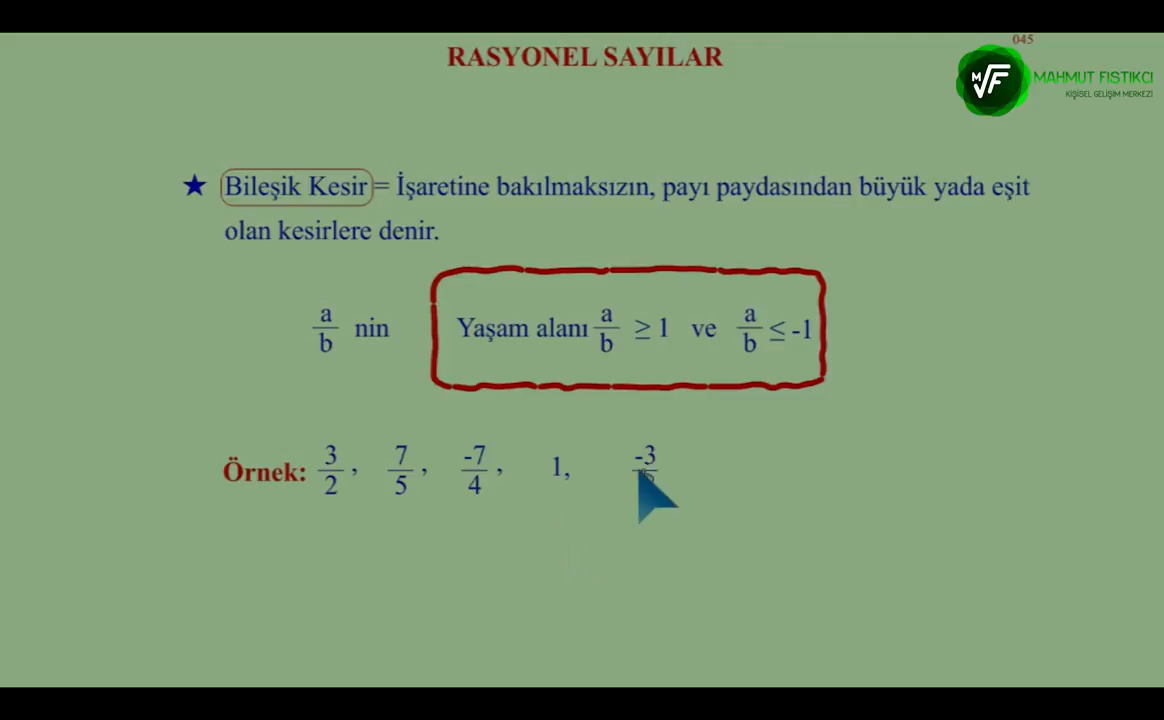 045
RASYONEL SAYILAR
MAHMUT FISTIKCI
KİŞİSEL GELİŞİM MERKEZİ
★ Bileşik Kesir = İşaretine bakılmaksızın, payı paydasından büyük yada eşit
olan kesirlere denir.
a/b nin Yaşam alanı a/b ≥ 1 ve a/b ≤ -1
Örnek: 3/2 , 7/5 , -7/4 , 1, -3